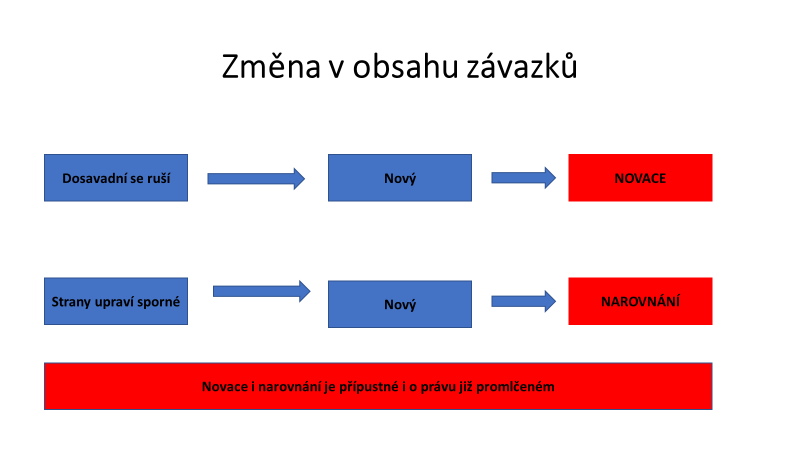 Změna v obsahu závazků
Dosavadní se ruší
Nový
NOVACE
Strany upraví sporné
Nový
NAROVNÁNÍ
Novace i narovnání je přípustné i o právu již promičeném